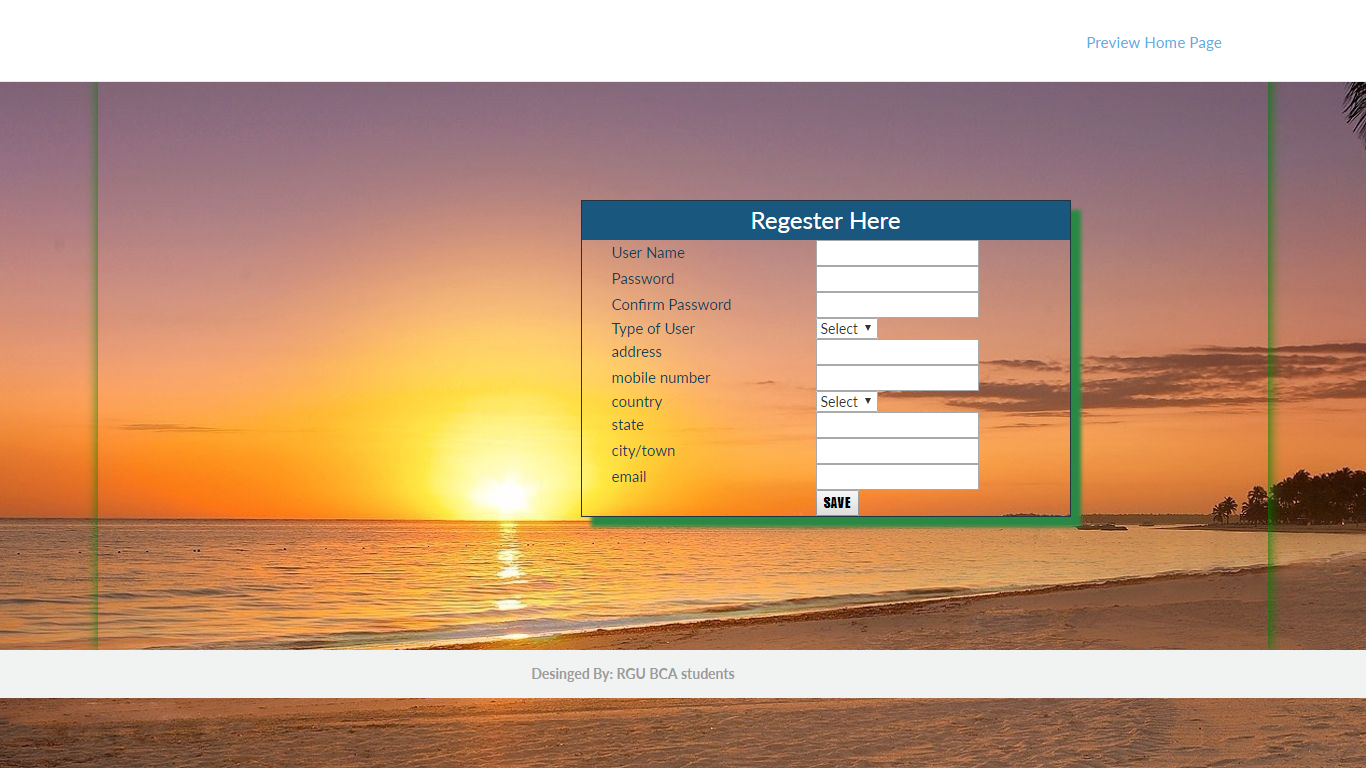 Preview Home Page
Regester Here
User Name
Password
Confirm Password
Type of User Select
address
mobile number
country Select
state
city/town
email
SAVE
Desinged By: RGU BCA students